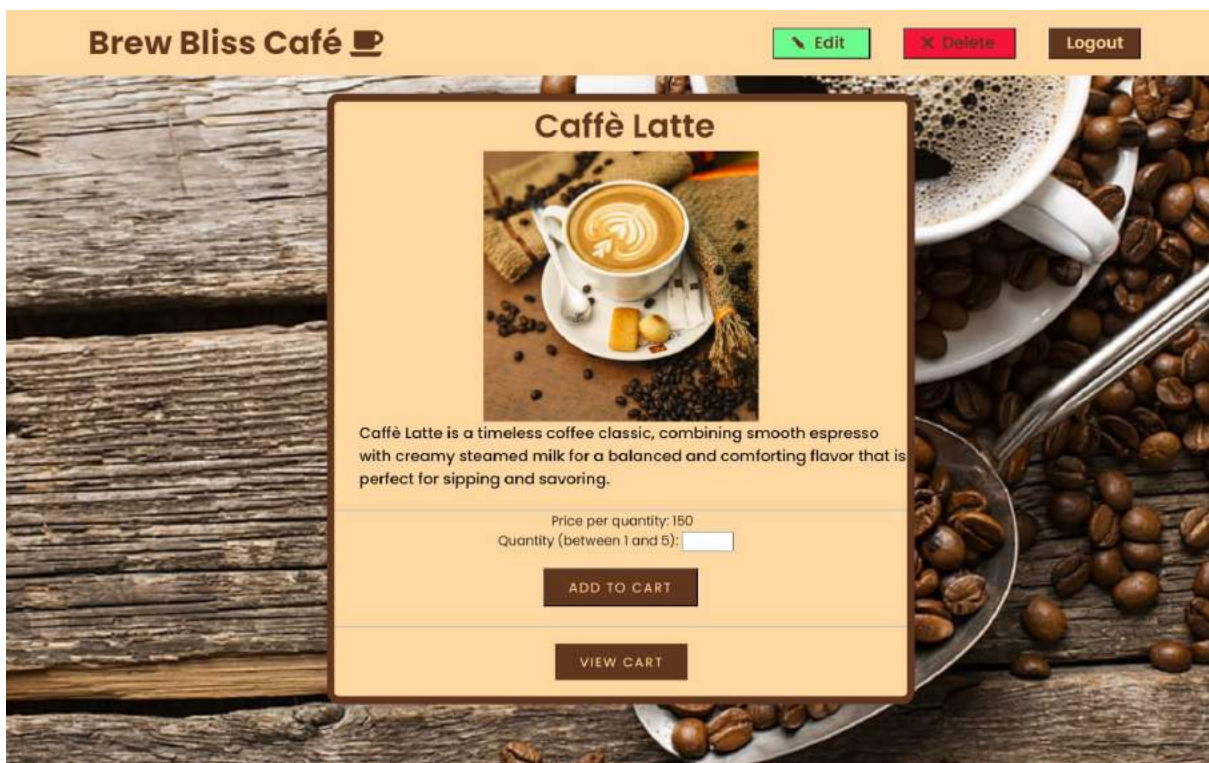 Brew Bliss Café
Edit
Delete
Logout
Caffè Latte
Caffè Latte is a timeless coffee classic, combining smooth espresso
with creamy steamed milk for a balanced and comforting flavor that is
perfect for sipping and savoring.
Price per quantity: 150
Quantity (between 1 and 5):
ADD TO CART
VIEW CART